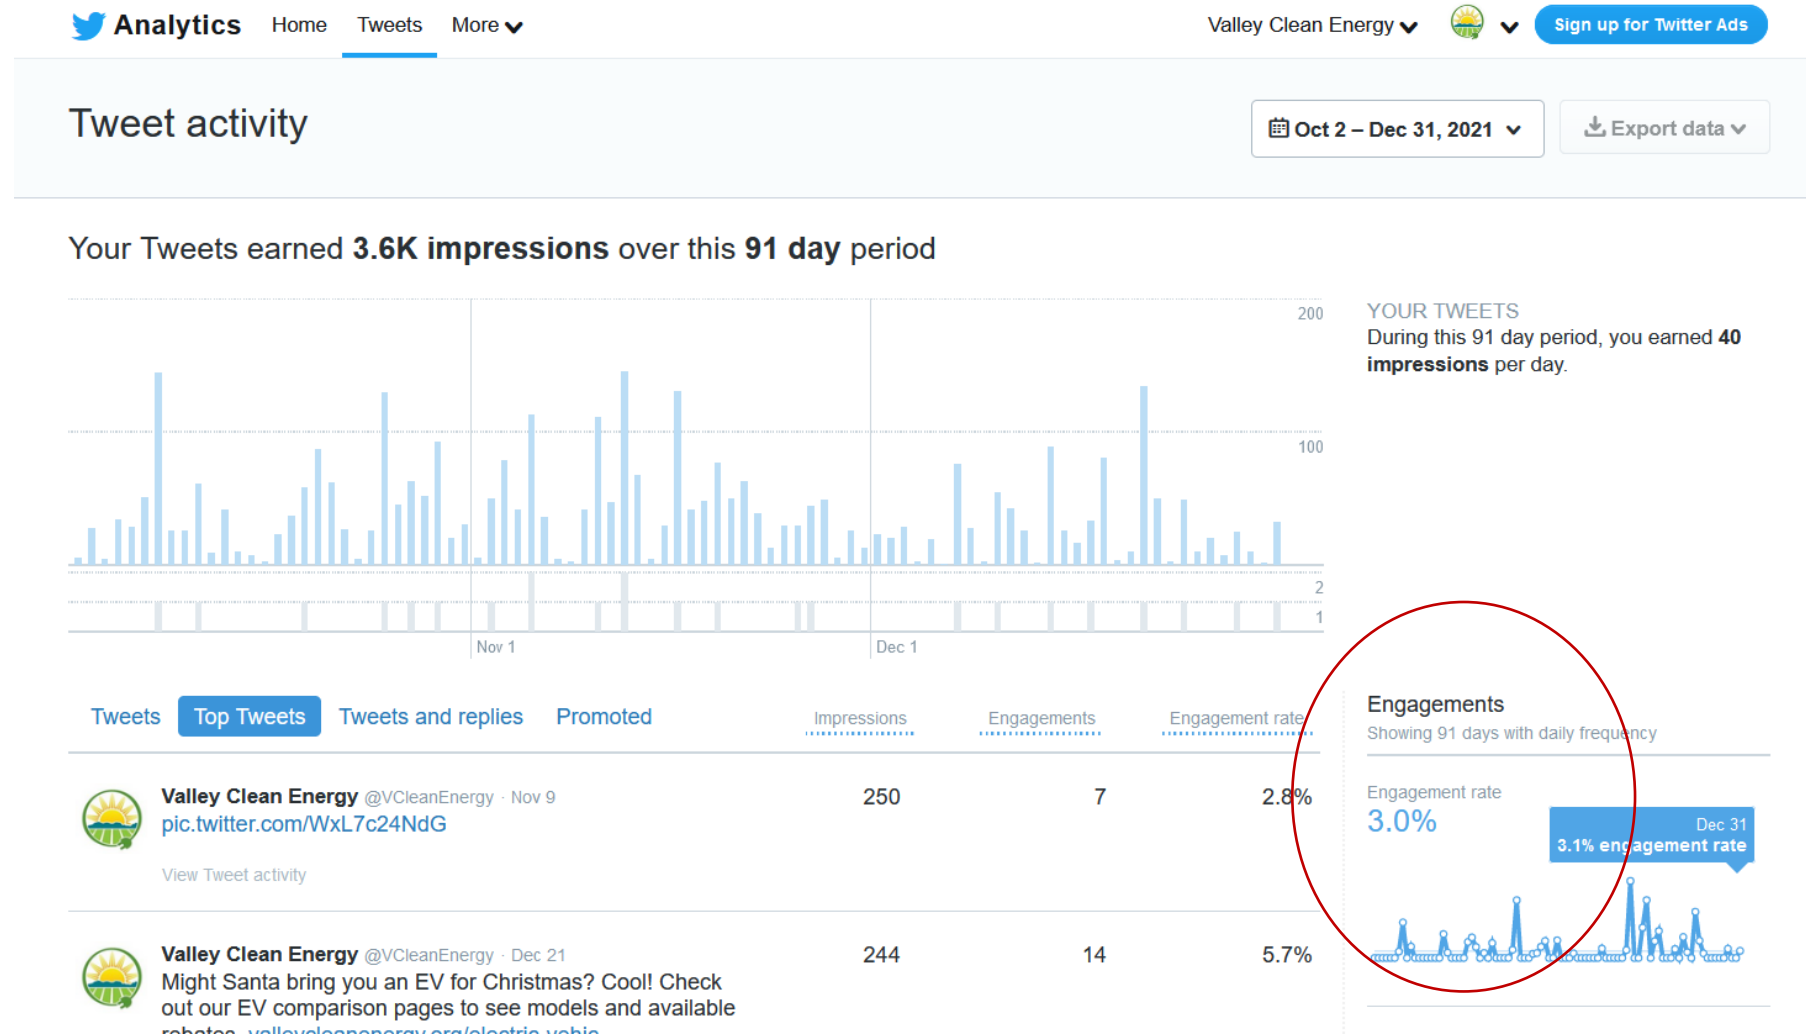 Analytics Home Tweets More Valley Clean Energy Sign up for Twitter Ads
Tweet activity
Oct 2 – Dec 31, 2021 Export data
Your Tweets earned 3.6K impressions over this 91 day period
200
100
2
1
Nov 1 Dec 1
YOUR TWEETS
During this 91 day period, you earned 40
impressions per day.
Tweets Top Tweets Tweets and replies Promoted Impressions Engagements Engagement rate
Valley Clean Energy @VCleanEnergy · Nov 9 250 7 2.8%
pic.twitter.com/WxL7c24NdG
View Tweet activity
Valley Clean Energy @VCleanEnergy · Dec 21 244 14 5.7%
Might Santa bring you an EV for Christmas? Cool! Check
out our EV comparison pages to see models and available
rebates. valleycleanenergy.org/electric-vehic…
Engagements
Showing 91 days with daily frequency
Engagement rate
3.0%
Dec 31
3.1% engagement rate